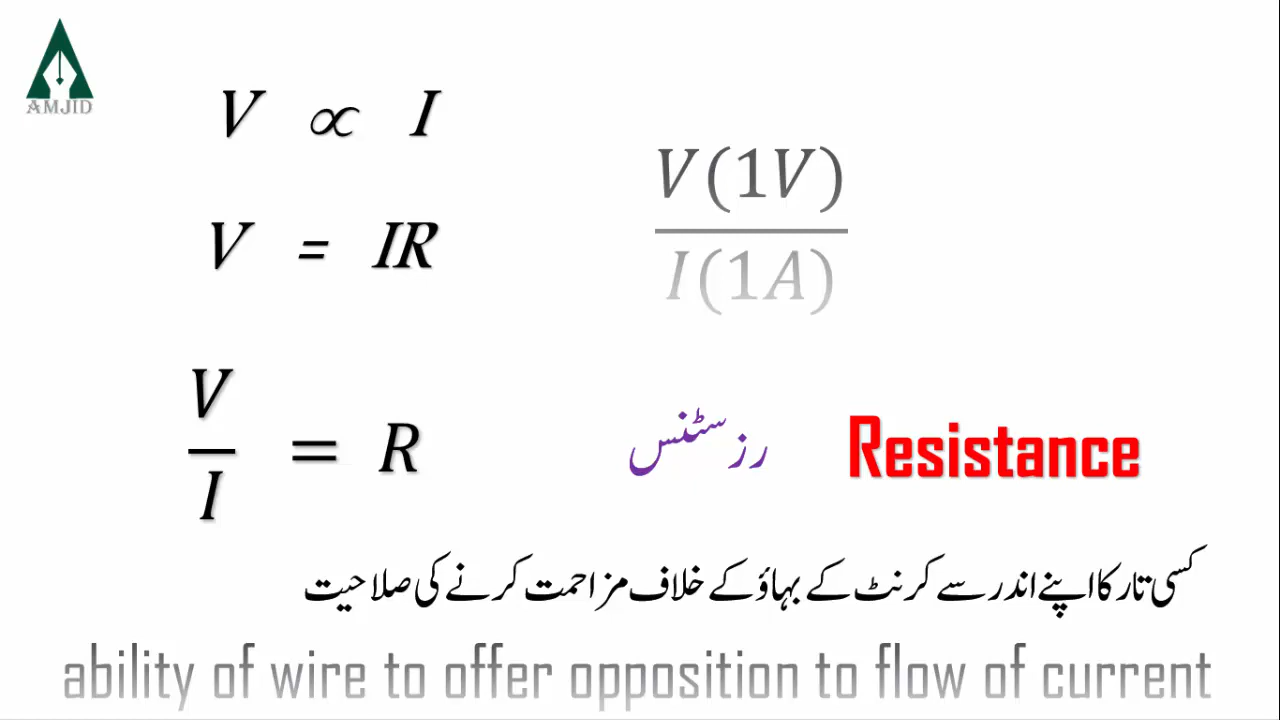 AMJID
V ∝ I
V = IR
V(1V)
I(1A)
V
I
= R
رزسٹنس
Resistance
کسی تار کا اپنے اندر سے کرنٹ کے بہاؤ کے خلاف مزاحمت کرنے کی صلاحیت
ability of wire to offer opposition to flow of current